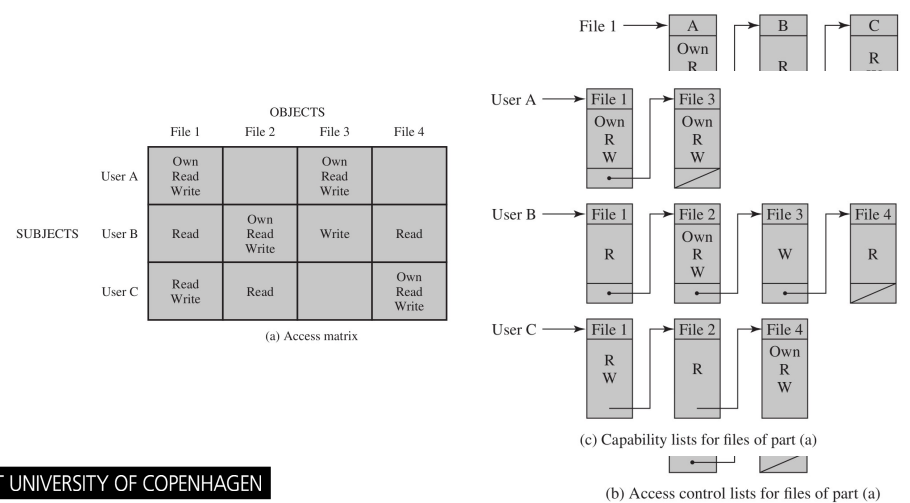 OBJECTS
File 1 File 2 File 3 File 4
SUBJECTS
User A
Own
Read
Write
Own
Read
Write
User B
Read
Own
Read
Write
Write
Read
User C
Read
Write
Read
Own
Read
Write
(a) Access matrix
File 1 A B C
Own
R
R
R
User A File 1 File 3
Own
R
W
Own
R
W
User B File 1 File 2 File 3 File 4
R
Own
R
W
W
R
User C File 1 File 2 File 4
R
W
R
Own
R
W
(c) Capability lists for files of part (a)
(b) Access control lists for files of part (a)
UNIVERSITY OF COPENHAGEN